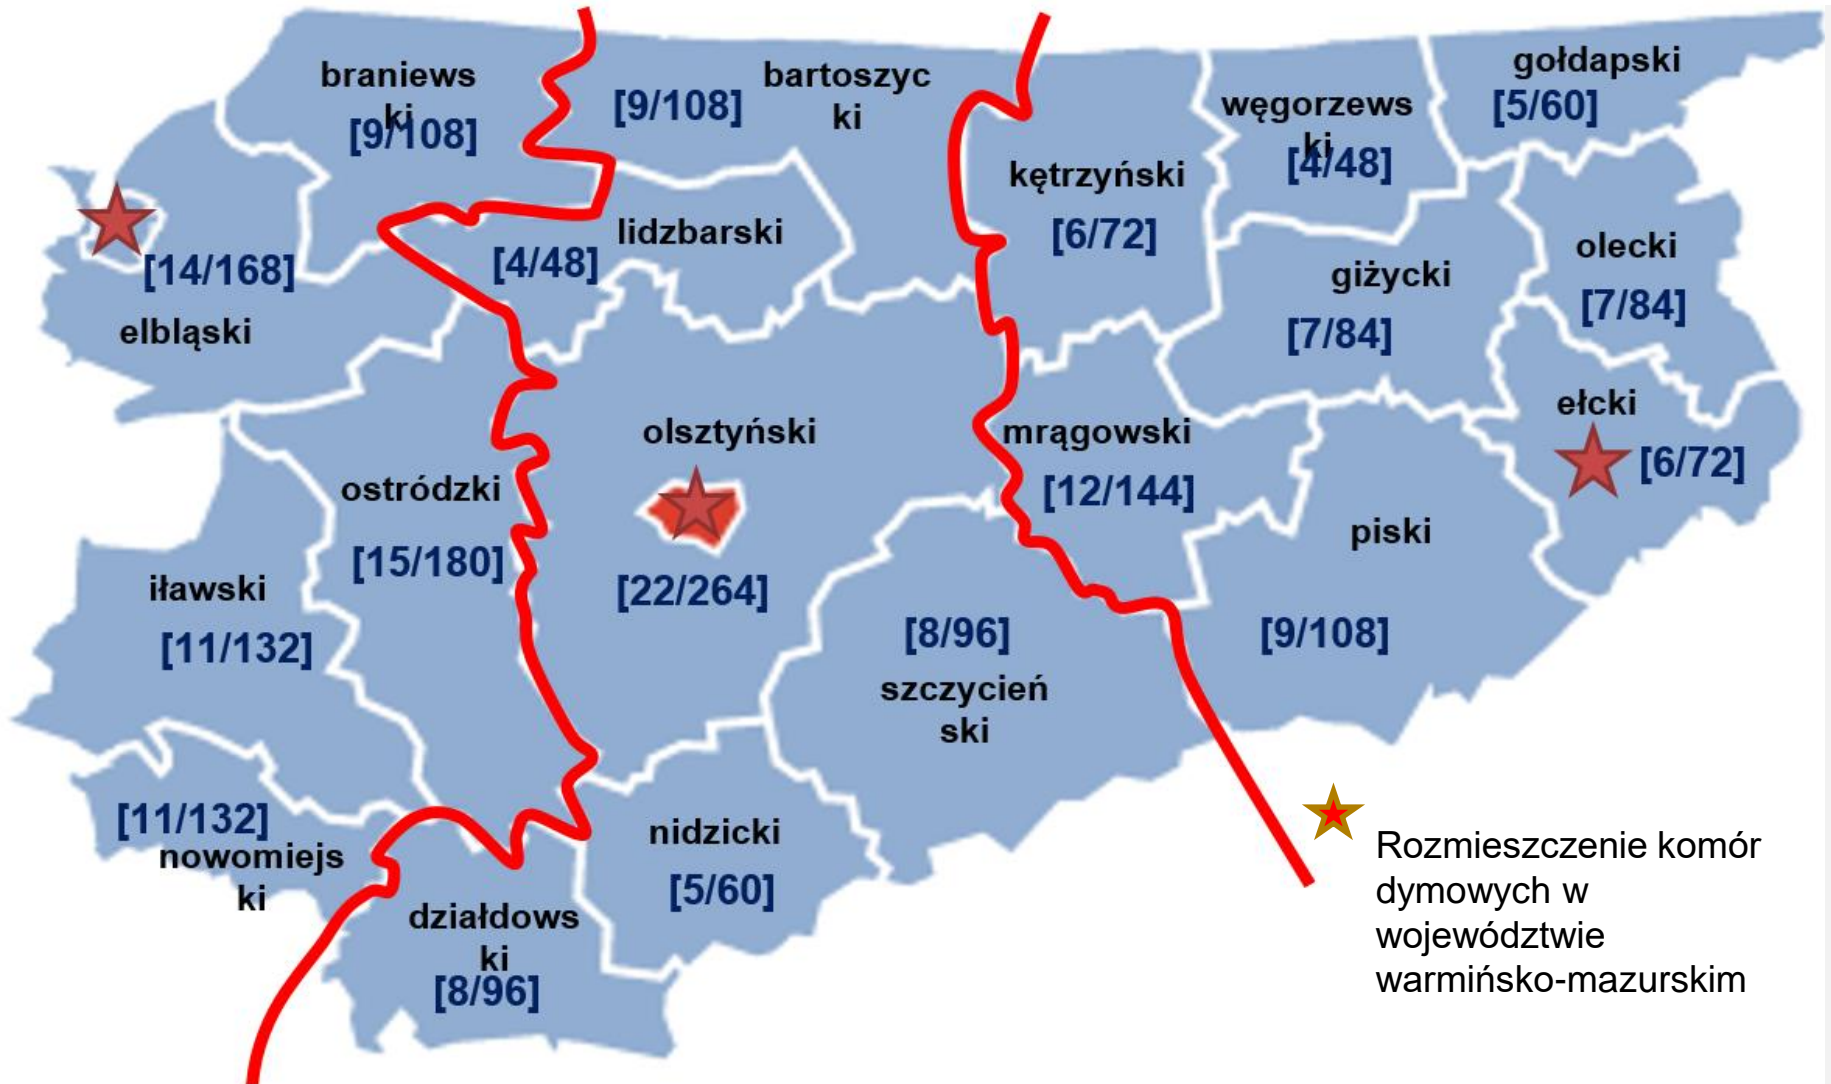 braniews
ki
[9/108]
[9/108]
bartoszyc
ki
gołdapski
[5/60]
węgorzews
ki
[4/48]
kętrzyński
[6/72]
lidzbarski
[4/48]
[14/168]
elbląski
giżycki
[7/84]
olecki
[7/84]
ełcki
[6/72]
olsztyński
[22/264]
mrągowski
[12/144]
ostródzki
[15/180]
piski
[9/108]
iławski
[11/132]
[8/96]
szczycień
ski
[11/132]
nowomiejs
ki
nidzicki
[5/60]
działdows
ki
[8/96]
Rozmieszczenie komór
dymowych w
województwie
warmińsko-mazurskim